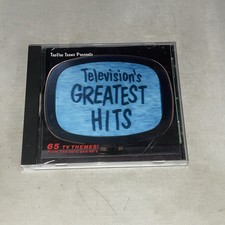 TeeVee Toons Presents
Television's
GREATEST
HITS
65 TV THEMES!